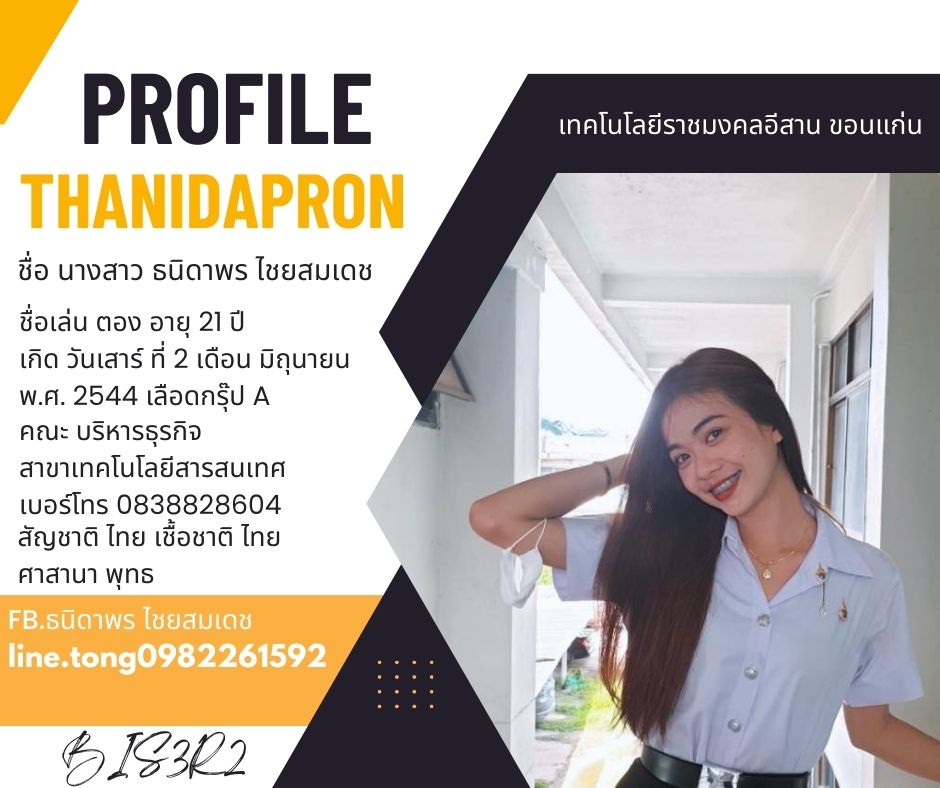 PROFILE
THANIDAPRON
เทคโนโลยีราชมงคลอีสาน ขอนแก่น
ชื่อ นางสาว ธนิดาพร ไชยสมเดช
ชื่อเล่น ตอง อายุ 21 ปี
เกิด วันเสาร์ ที่ 2 เดือน มิถุนายน
พ.ศ. 2544 เลือดกรุ๊ป A
คณะ บริหารธุรกิจ
สาขาเทคโนโลยีสารสนเทศ
เบอร์โทร 0838828604
สัญชาติ ไทย เชื้อชาติ ไทย
ศาสานา พุทธ
FB.ธนิดาพร ไชยสมเดช
line.tong0982261592
BIS3R2